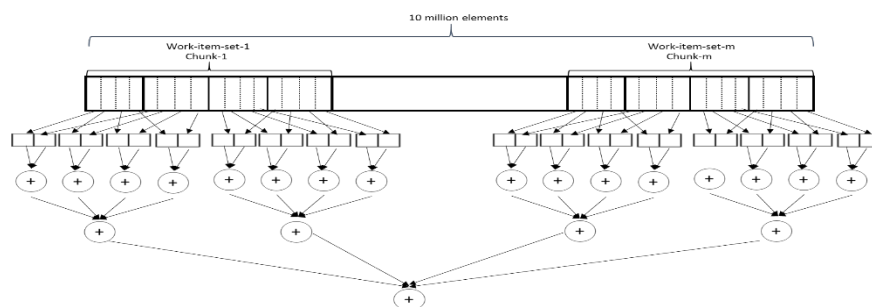 10 million elements
Work-item-set-1
Chunk-1
Work-item-set-m
Chunk-m
+ + + + + + + + + + + + + + + +
+ + + +
+